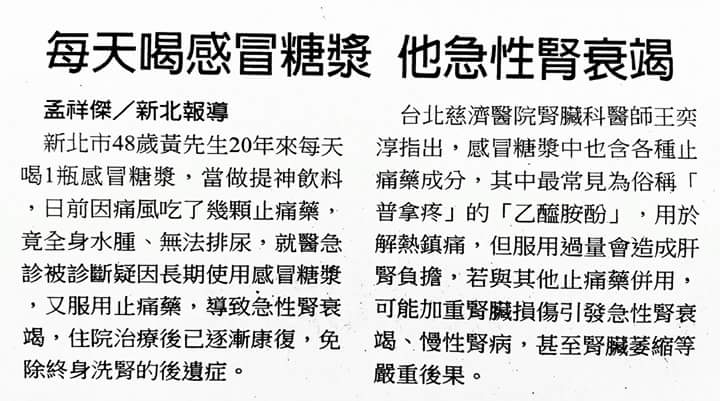 每天喝感冒糖漿 他急性腎衰竭
孟祥傑／新北報導
新北市48歲黃先生20年來每天
喝1瓶感冒糖漿，當做提神飲料
，日前因痛風吃了幾顆止痛藥，
竟全身水腫、無法排尿，就醫急
診被診斷疑因長期使用感冒糖漿
，又服用止痛藥，導致急性腎衰
竭，住院治療後已逐漸康復，免
除終身洗腎的後遺症。
台北慈濟醫院腎臟科醫師王奕
淳指出，感冒糖漿中也含各種止
痛藥成分，其中最常見為俗稱「
普拿疼」的「乙醯胺酚」，用於
解熱鎮痛，但服用過量會造成肝
腎負擔，若與其他止痛藥併用，
可能加重腎臟損傷引發急性腎衰
竭、慢性腎病，甚至腎臟萎縮等
嚴重後果。